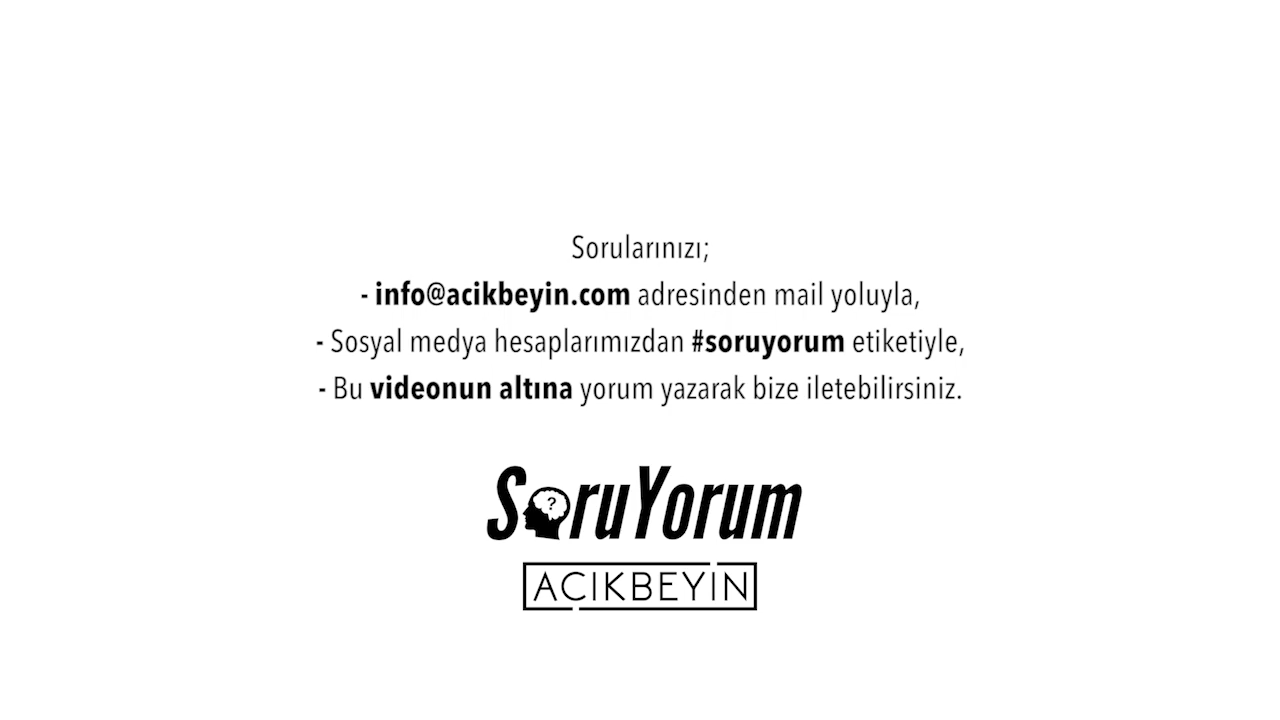 Sorularınızı;
- info@acikbeyin.com adresinden mail yoluyla,
- Sosyal medya hesaplarımızdan #soruyorum etiketiyle,
- Bu videonun altına yorum yazarak bize iletebilirsiniz.
SoruYorum
AÇIKBEYİN